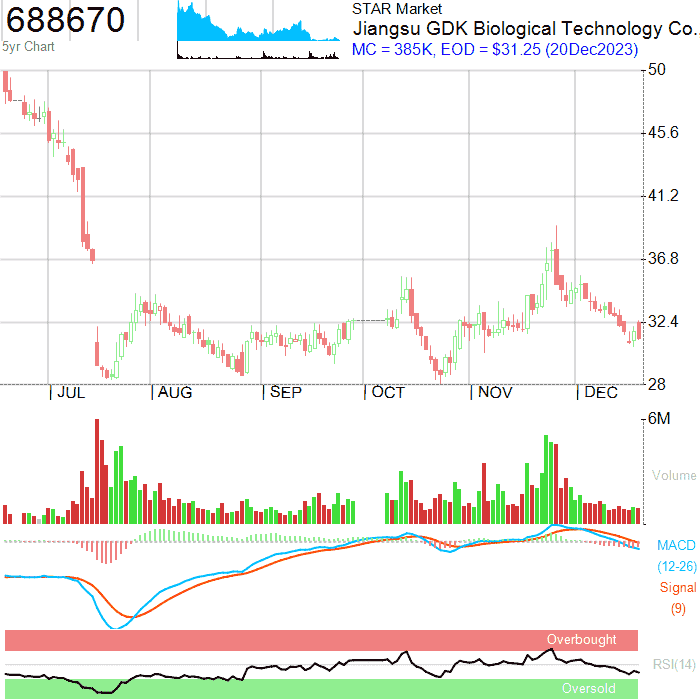 688670
5yr Chart
STAR Market
Jiangsu GDK Biological Technology Co.
MC = 385K, EOD = $31.25 (20Dec2023)
50
45.6
41.2
36.8
32.4
28
JUL AUG SEP OCT NOV DEC
6M
Volume
MACD
(12-26)
Signal
(9)
Overbought
RSI(14)
Oversold